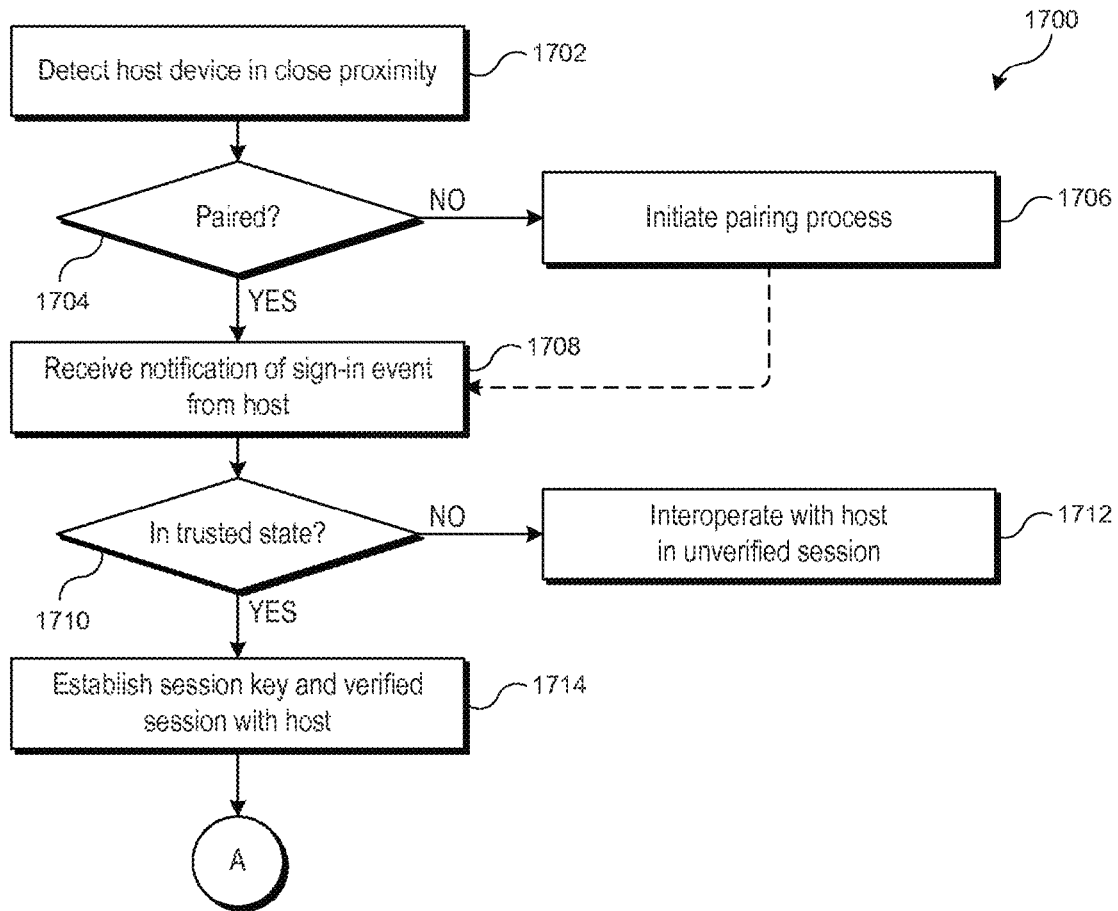 1700
Detect host device in close proximity
1702
Paired?
NO
1704
YES
Initiate pairing process
1706
Receive notification of sign-in event
from host
1708
In trusted state?
NO
1710
YES
Interoperate with host
in unverified session
1712
Establish session key and verified
session with host
1714
A